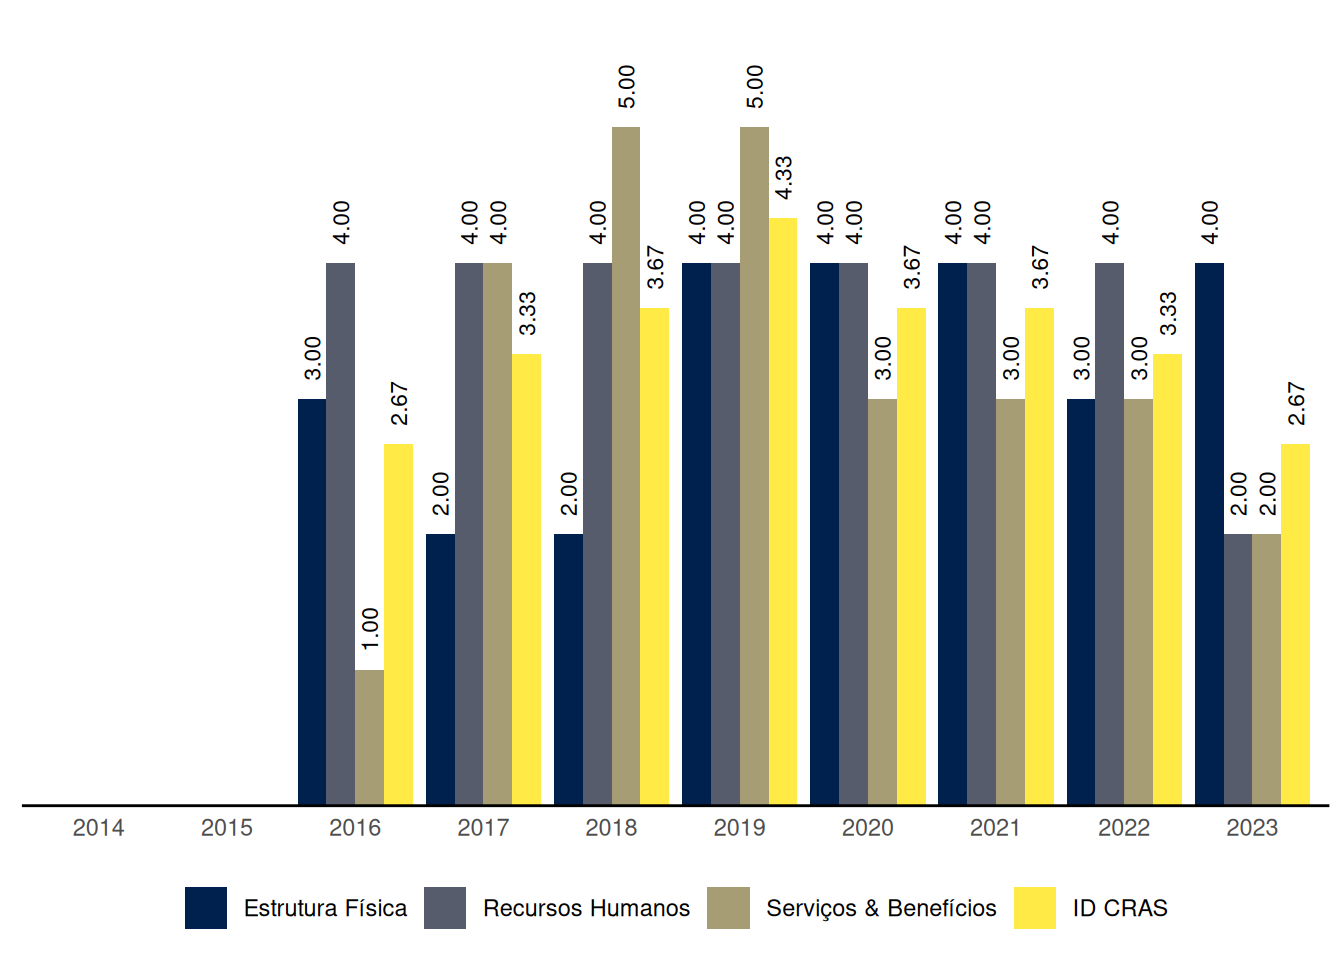 5.00 5.00
4.33
4.00 4.00 4.00 4.00 4.00 4.00 4.00 4.00 4.00 4.00 4.00 4.00
3.67 3.67 3.67
3.33 3.33
3.00 3.00 3.00 3.00 3.00
2.67 2.67
2.00 2.00 2.00 2.00
1.00
2014 2015 2016 2017 2018 2019 2020 2021 2022 2023
Estrutura Física Recursos Humanos Serviços & Benefícios ID CRAS